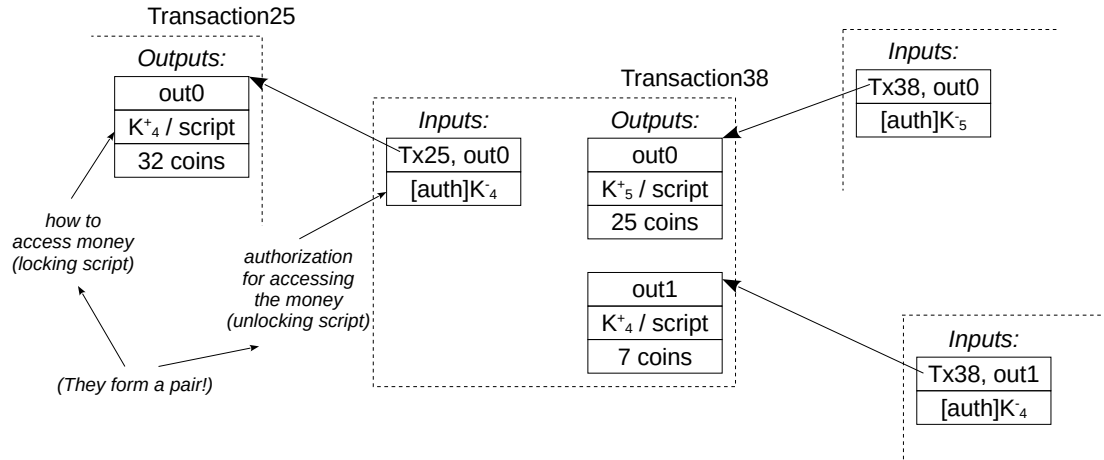 Transaction25
Outputs:
out0
K⁺₄ / script
32 coins
how to
access money
(locking script)
(They form a pair!)
authorization
for accessing
the money
(unlocking script)
Transaction38
Inputs:
Tx25, out0
[auth]K⁻₄
Outputs:
out0
K⁺₅ / script
25 coins
out1
K⁺₄ / script
7 coins
Inputs:
Tx38, out0
[auth]K⁻₅
Inputs:
Tx38, out1
[auth]K⁻₄